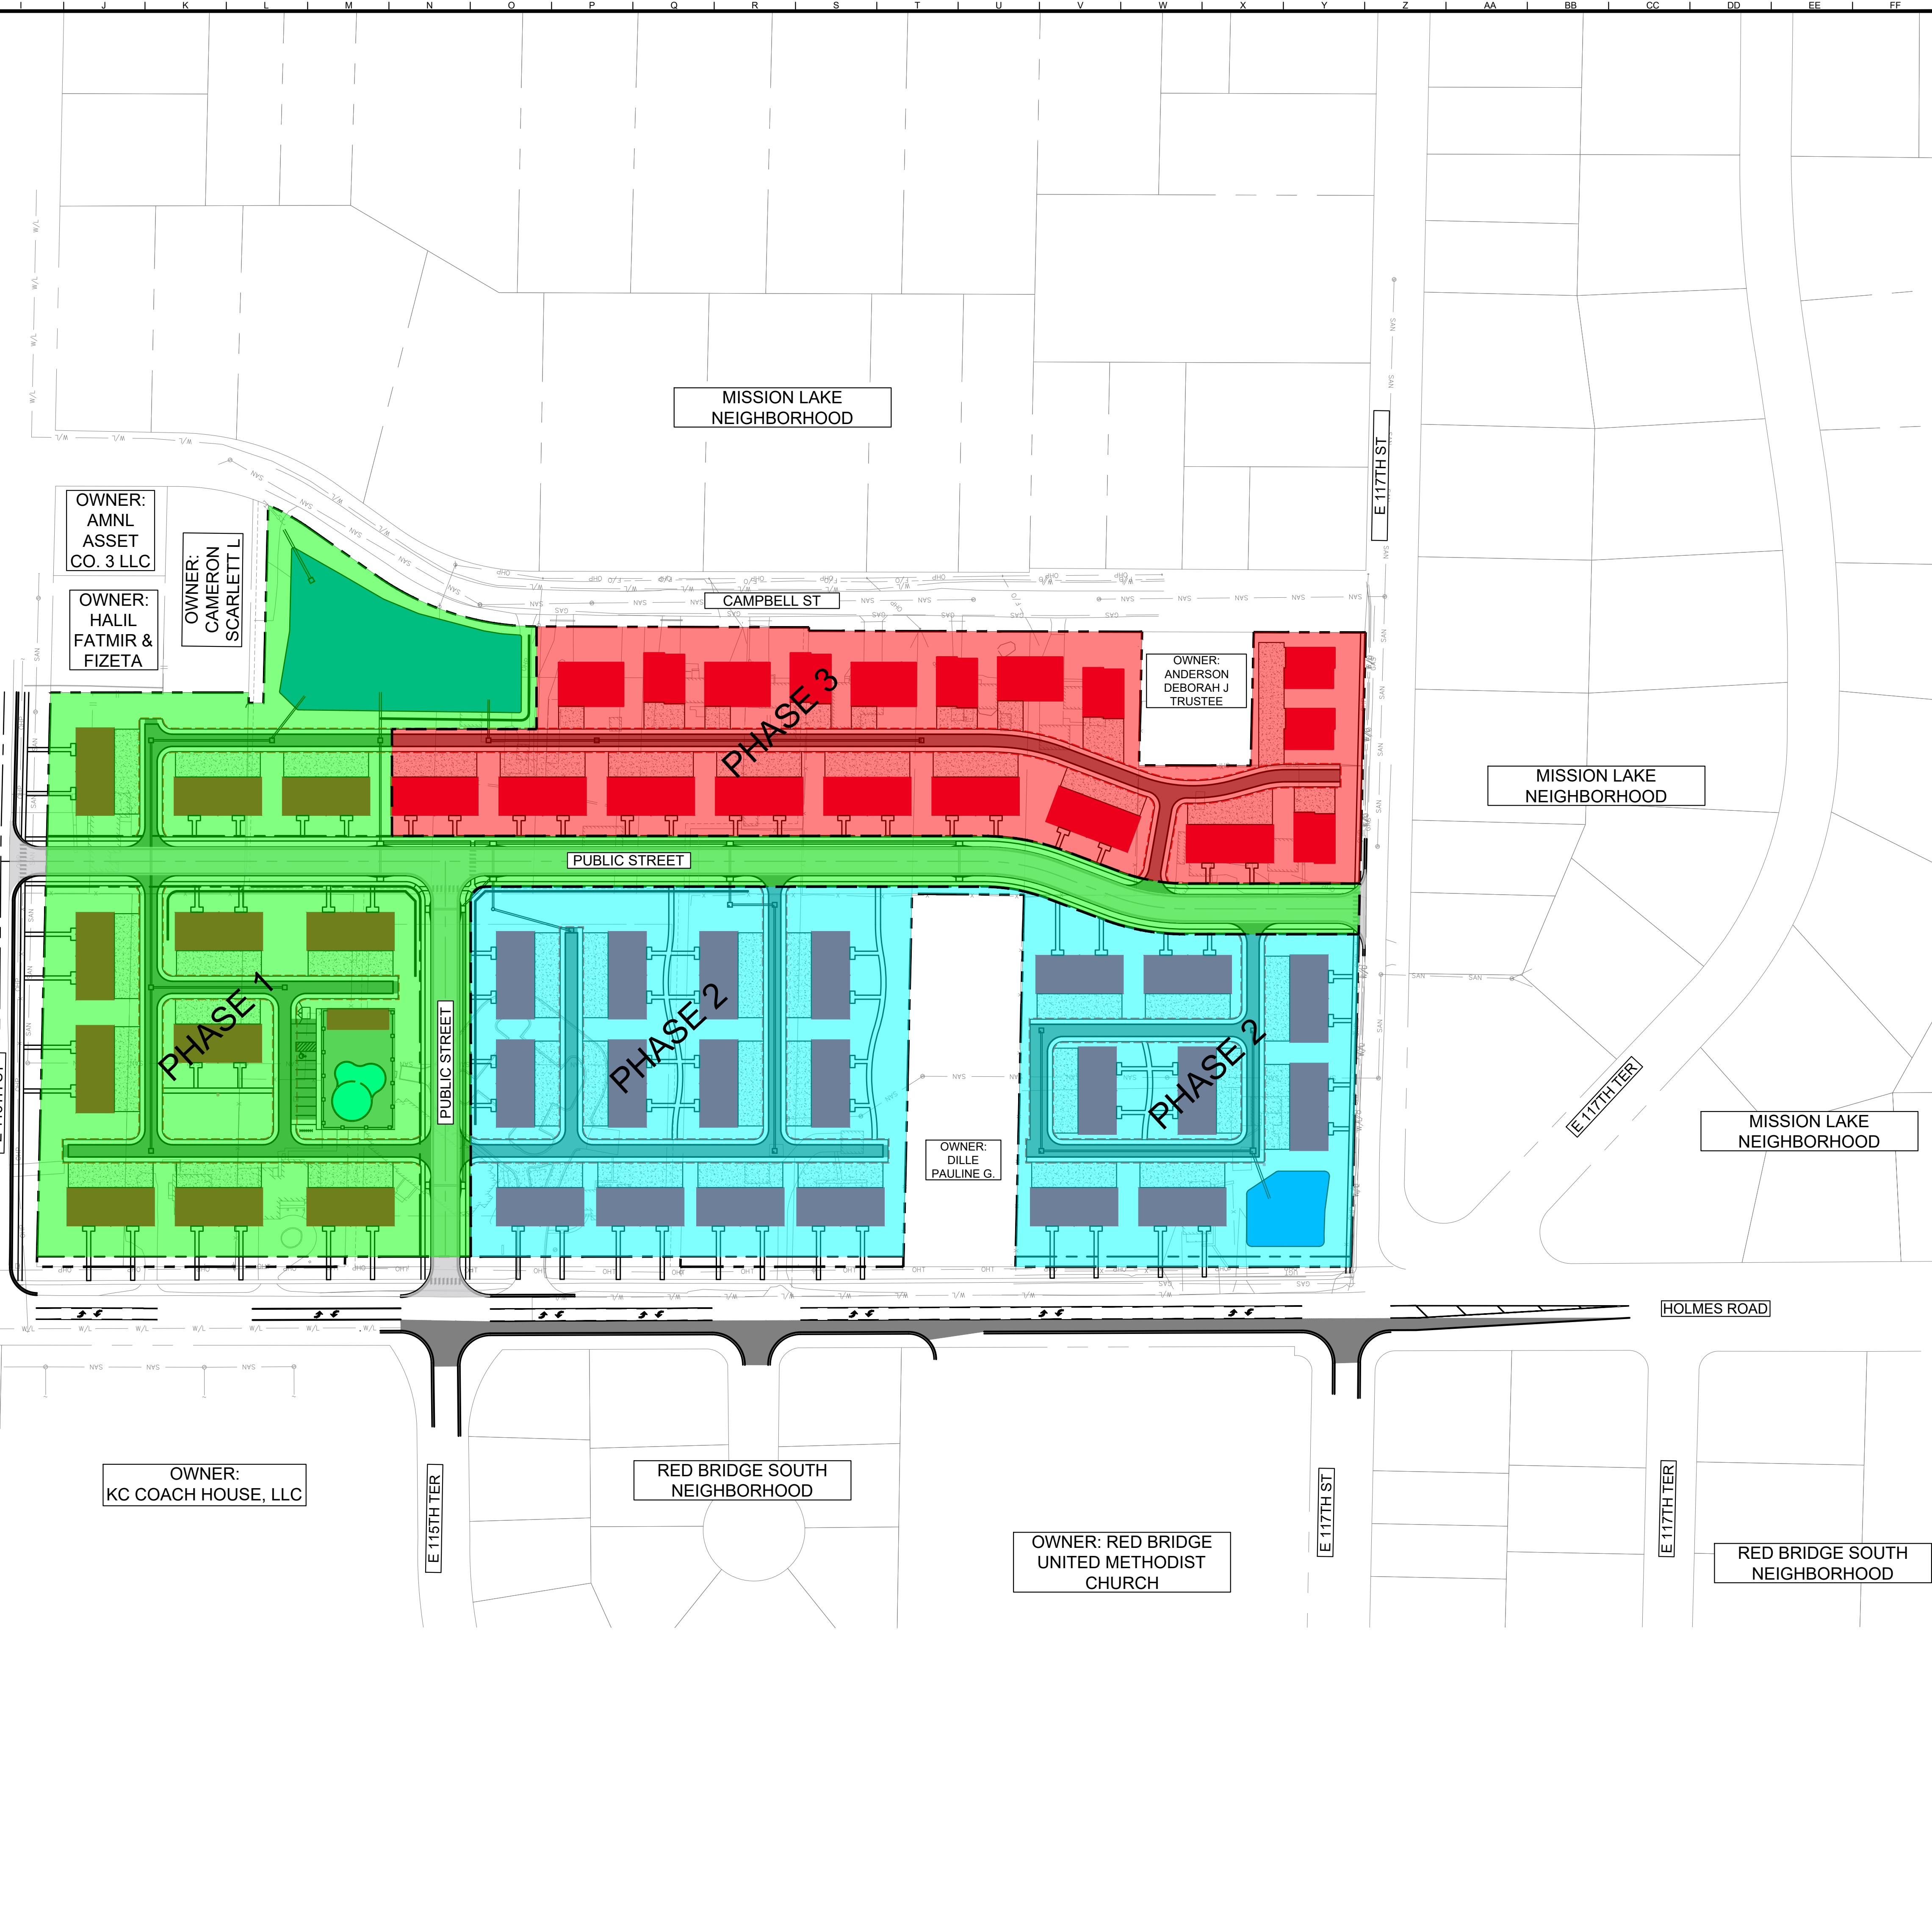 I J K L M N O P Q R S T U V W X Y Z AA BB CC DD EE FF
MISSION LAKE
NEIGHBORHOOD
E 117TH ST
OWNER:
AMNL
ASSET
CO. 3 LLC
OWNER:
CAMERON
SCARLETT L
OWNER:
HALIL
FATMIR &
FIZETA
CAMPBELL ST
OWNER:
ANDERSON
DEBORAH J
TRUSTEE
PHASE 3
MISSION LAKE
NEIGHBORHOOD
PUBLIC STREET
PHASE 1
PUBLIC STREET
PHASE 2
PHASE 2
OWNER:
DILLE
PAULINE G.
E 117TH TER
MISSION LAKE
NEIGHBORHOOD
HOLMES ROAD
OWNER:
KC COACH HOUSE, LLC
E 115TH TER
RED BRIDGE SOUTH
NEIGHBORHOOD
OWNER: RED BRIDGE
UNITED METHODIST
CHURCH
E 117TH ST
E 117TH TER
RED BRIDGE SOUTH
NEIGHBORHOOD